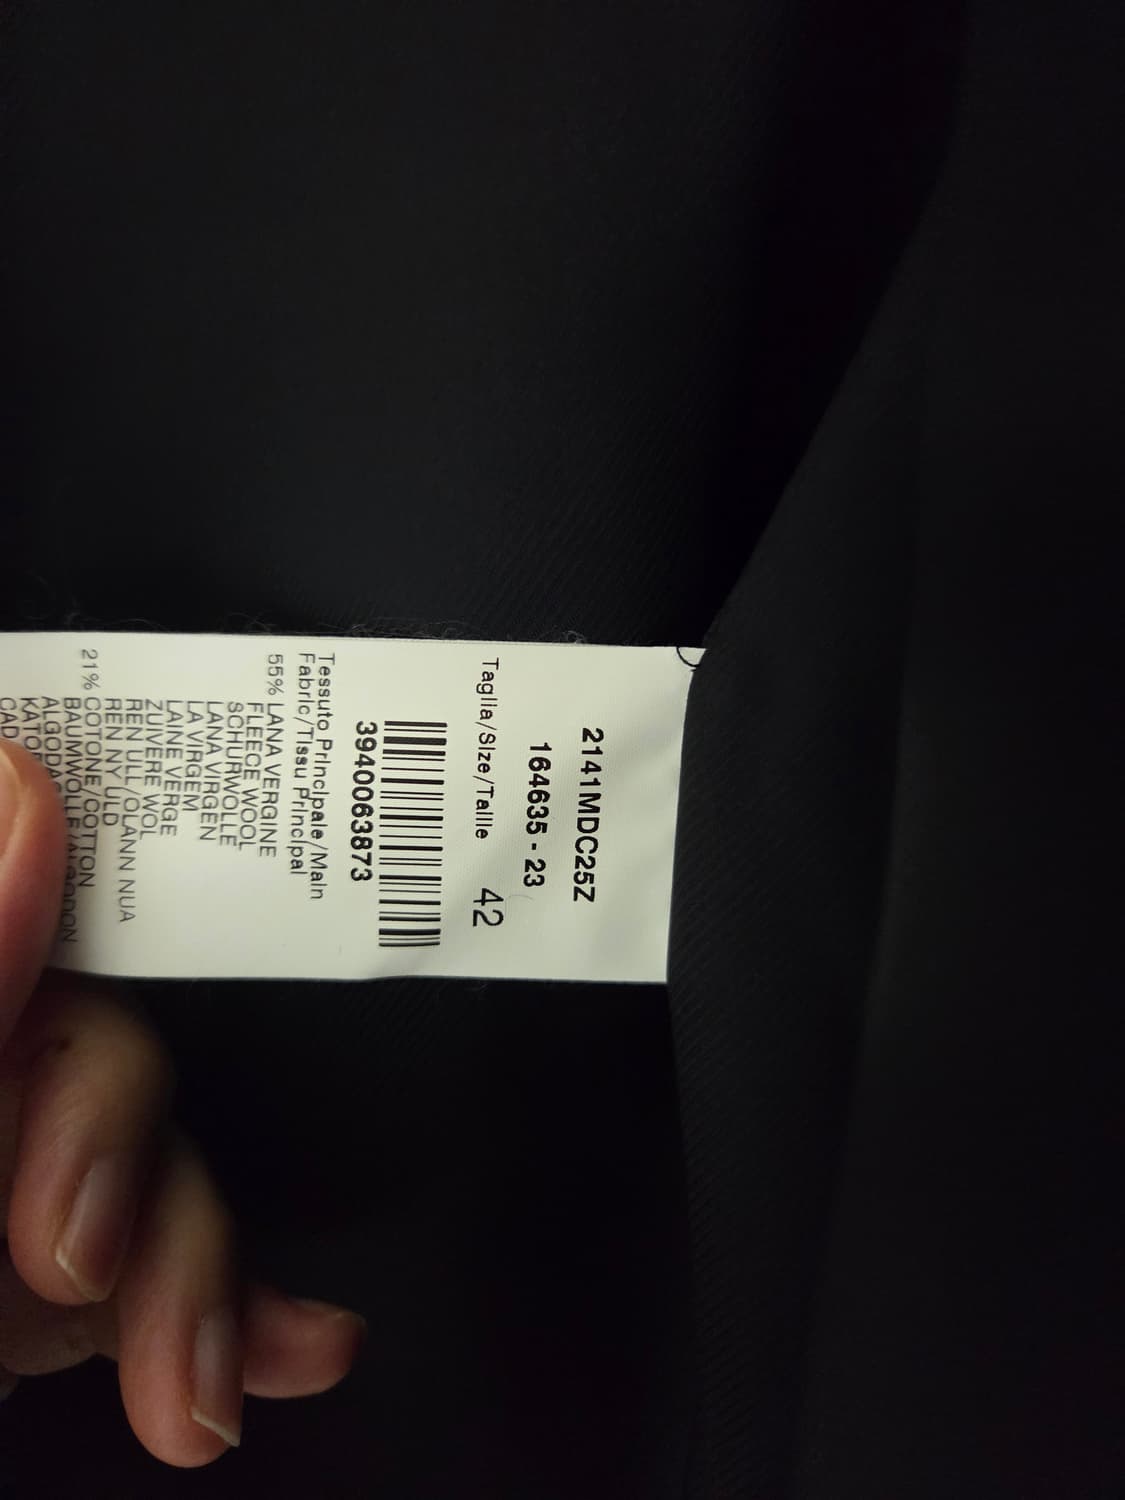 2141MDC25Z
164635 - 23
Taglia/Size/Taille 42
3940063873
Tessuto Principale/Main
Fabric/Tissu Principal
55% LANA VERGINE
FLEECE WOOL
SCHURWOLLE
LANA VIRGEN
LA VIRGEM
LAINE VERGE
ZUIVERE WOL
REN ULL/OLANN NUA
REN NY ULD
21% COTONE/COTTON
BAUMWOLLE/ALGODON